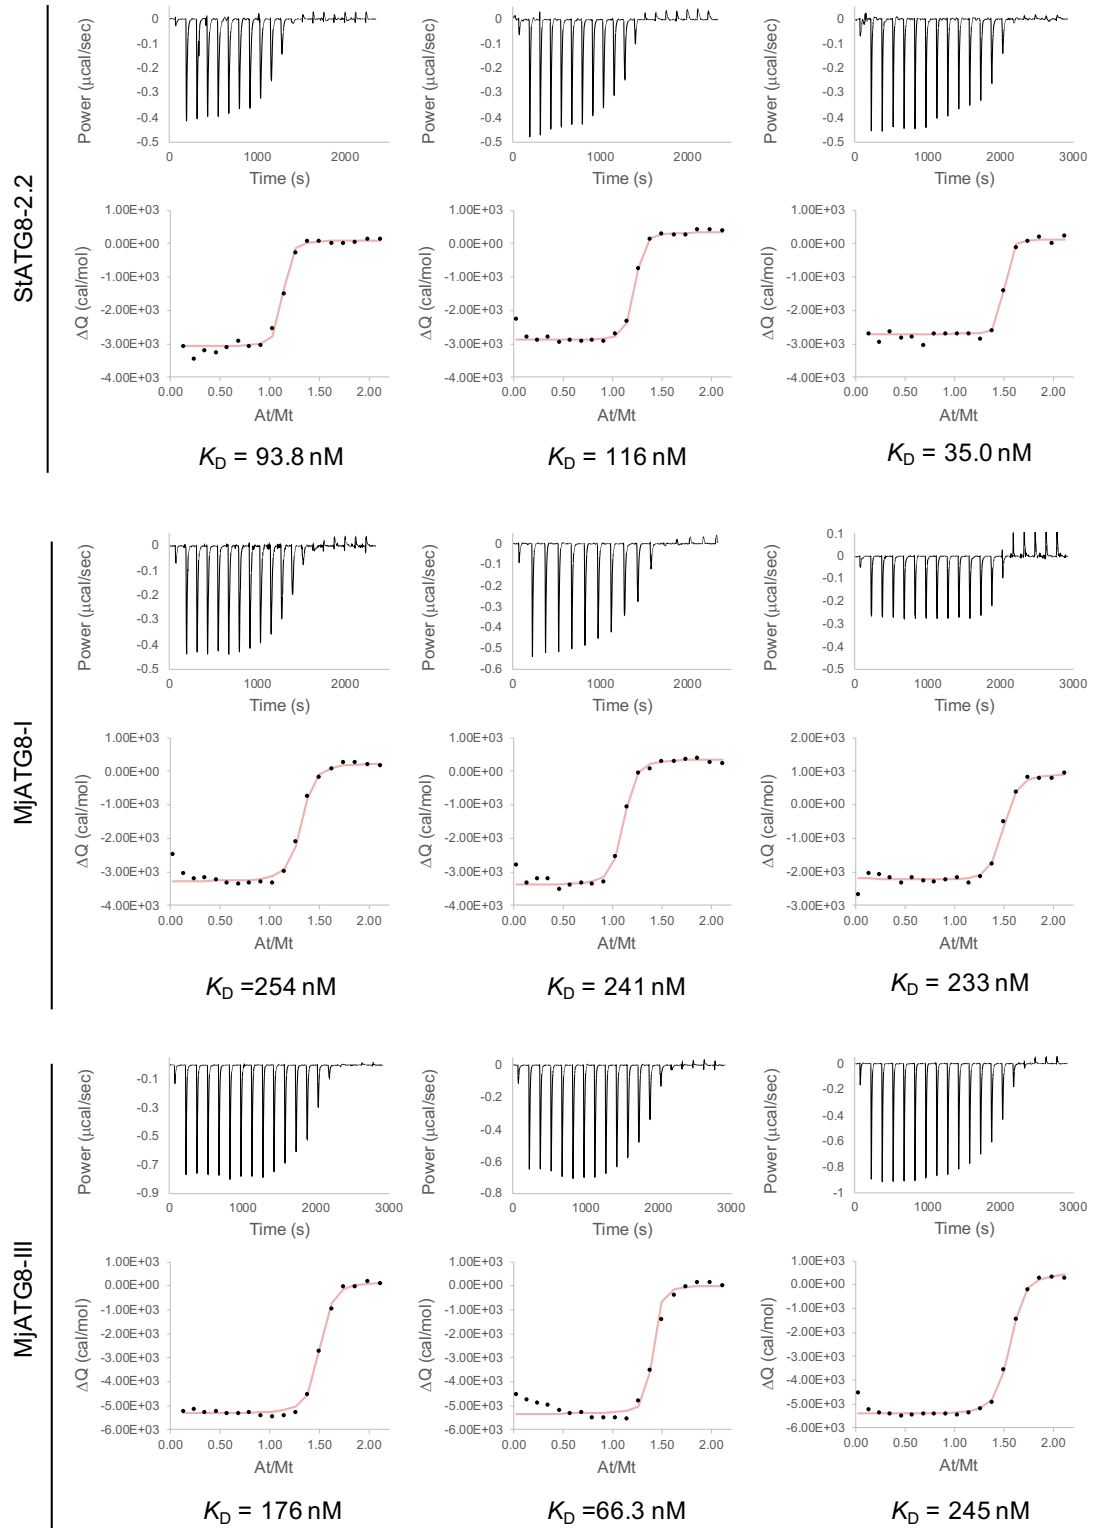 StATG8-2.2
Power (µcal/sec)
0
-0.1
-0.2
-0.3
-0.4
-0.5
0 1000 2000
Time (s)
Power (µcal/sec)
0
-0.1
-0.2
-0.3
-0.4
-0.5
0 1000 2000
Time (s)
Power (µcal/sec)
0
-0.1
-0.2
-0.3
-0.4
-0.5
0 1000 2000 3000
Time (s)
ΔQ (cal/mol)
1.00E+03
0.00E+00
-1.00E+03
-2.00E+03
-3.00E+03
-4.00E+03
0.00 0.50 1.00 1.50 2.00
At/Mt
ΔQ (cal/mol)
1.00E+03
0.00E+00
-1.00E+03
-2.00E+03
-3.00E+03
-4.00E+03
0.00 0.50 1.00 1.50 2.00
At/Mt
ΔQ (cal/mol)
1.00E+03
0.00E+00
-1.00E+03
-2.00E+03
-3.00E+03
-4.00E+03
0.00 0.50 1.00 1.50 2.00
At/Mt
KD = 93.8 nM
KD = 116 nM
KD = 35.0 nM
MjATG8-I
Power (µcal/sec)
0
-0.1
-0.2
-0.3
-0.4
-0.5
0 1000 2000
Time (s)
Power (µcal/sec)
0
-0.1
-0.2
-0.3
-0.4
-0.5
-0.6
0 1000 2000
Time (s)
Power (µcal/sec)
0.1
0
-0.1
-0.2
-0.3
-0.4
-0.5
0 1000 2000 3000
Time (s)
ΔQ (cal/mol)
1.00E+03
0.00E+00
-1.00E+03
-2.00E+03
-3.00E+03
-4.00E+03
0.00 0.50 1.00 1.50 2.00
At/Mt
ΔQ (cal/mol)
1.00E+03
0.00E+00
-1.00E+03
-2.00E+03
-3.00E+03
-4.00E+03
0.00 0.50 1.00 1.50 2.00
At/Mt
ΔQ (cal/mol)
2.00E+03
1.00E+03
0.00E+00
-1.00E+03
-2.00E+03
-3.00E+03
0.00 0.50 1.00 1.50 2.00
At/Mt
KD =254 nM
KD = 241 nM
KD = 233 nM
MjATG8-III
Power (µcal/sec)
-0.1
-0.3
-0.5
-0.7
-0.9
0 1000 2000 3000
Time (s)
Power (µcal/sec)
0
-0.2
-0.4
-0.6
-0.8
0 1000 2000 3000
Time (s)
Power (µcal/sec)
0
-0.2
-0.4
-0.6
-0.8
-1
0 1000 2000 3000
Time (s)
ΔQ (cal/mol)
1.00E+03
0.00E+00
-1.00E+03
-2.00E+03
-3.00E+03
-4.00E+03
-5.00E+03
-6.00E+03
0.00 0.50 1.00 1.50 2.00
At/Mt
ΔQ (cal/mol)
1.00E+03
0.00E+00
-1.00E+03
-2.00E+03
-3.00E+03
-4.00E+03
-5.00E+03
-6.00E+03
0.00 0.50 1.00 1.50 2.00
At/Mt
ΔQ (cal/mol)
1.00E+03
0.00E+00
-1.00E+03
-2.00E+03
-3.00E+03
-4.00E+03
-5.00E+03
-6.00E+03
0.00 0.50 1.00 1.50 2.00
At/Mt
KD = 176 nM
KD =66.3 nM
KD = 245 nM